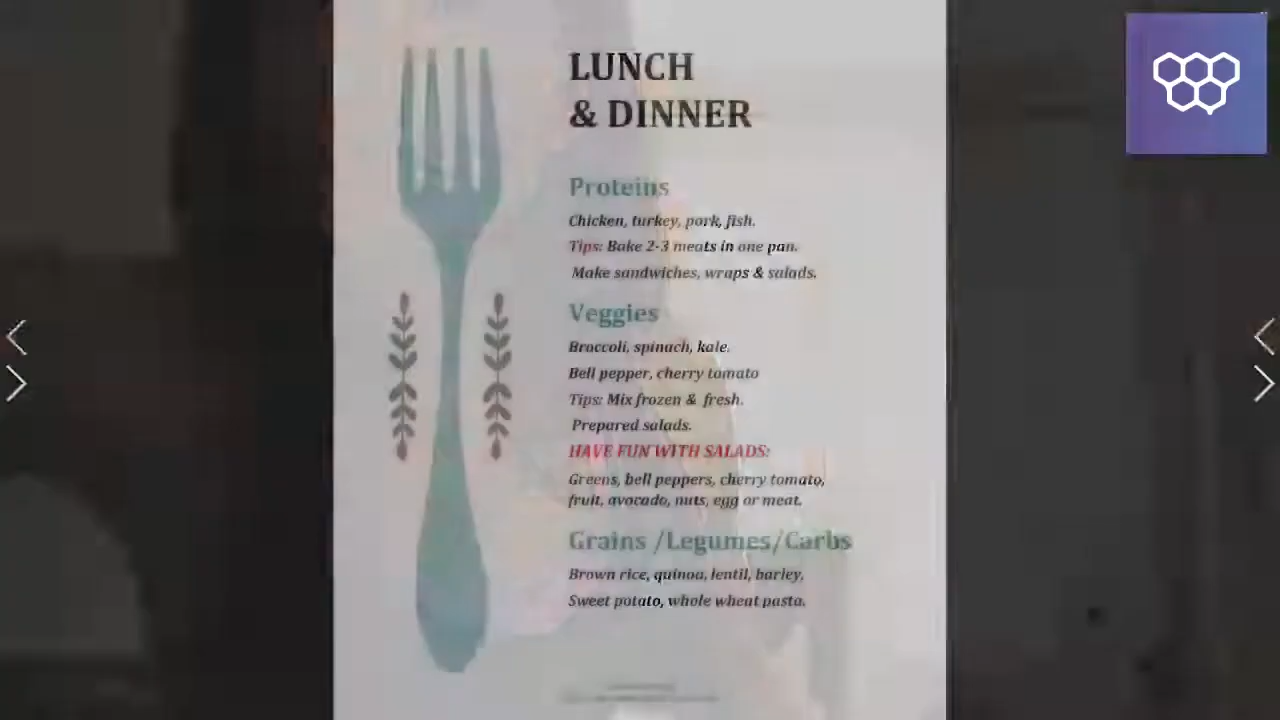 LUNCH
& DINNER
Proteins
Chicken, turkey, pork, fish.
Tips: Bake 2-3 meats in one pan.
Make sandwiches, wraps & salads.
Veggies
Broccoli, spinach, kale.
Bell pepper, cherry tomato
Tips: Mix frozen & fresh.
Prepared salads.
HAVE FUN WITH SALADS:
Greens, bell peppers, cherry tomato,
fruit, avocado, nuts, egg or meat.
Grains /Legumes/Carbs
Brown rice, quinoa, lentil, barley.
Sweet potato, whole wheat pasta.